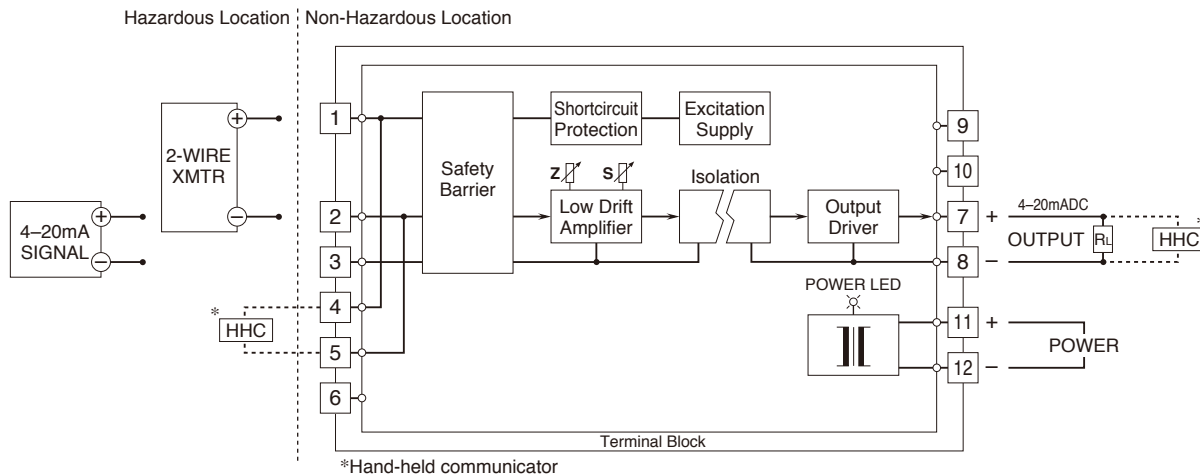 Hazardous Location
Non-Hazardous Location
1
2
3
4
5
6
2-WIRE
XMTR
+
−
4–20mA
SIGNAL
+
−
*
HHC
Safety
Barrier
Shortcircuit
Protection
Excitation
Supply
Z
S
Low Drift
Amplifier
Isolation
Output
Driver
POWER LED
9
10
7
8
11
12
+
4–20mADC
OUTPUT
RL
*
HHC
−
+
POWER
−
Terminal Block
*Hand-held communicator